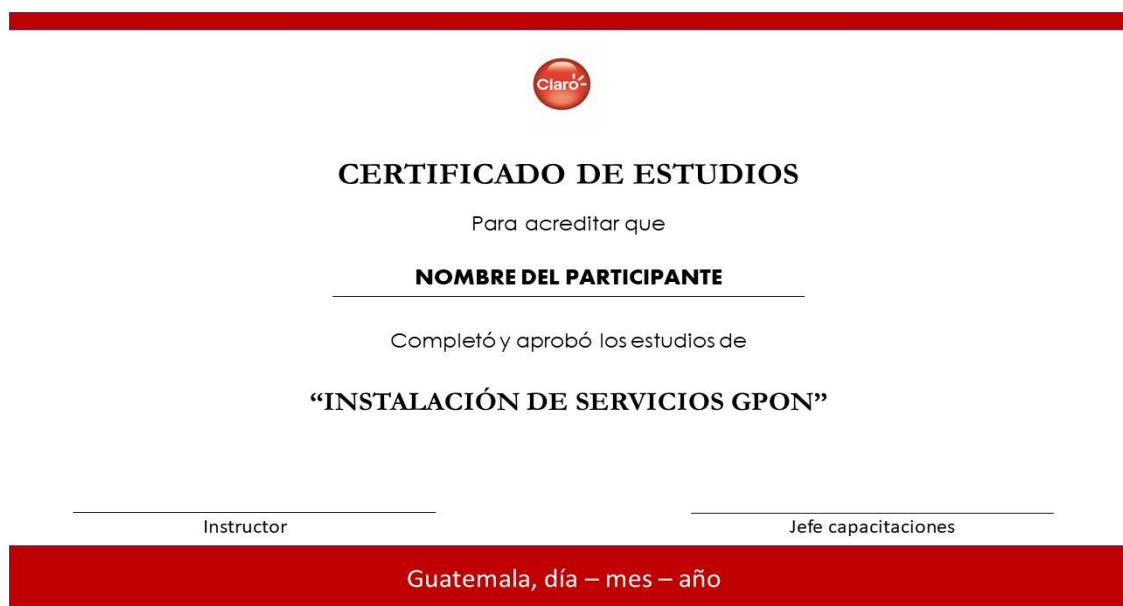 Claro
CERTIFICADO DE ESTUDIOS
Para acreditar que
NOMBRE DEL PARTICIPANTE
Completó y aprobó los estudios de
“INSTALACIÓN DE SERVICIOS GPON”
Instructor
Jefe capacitaciones
Guatemala, día – mes – año